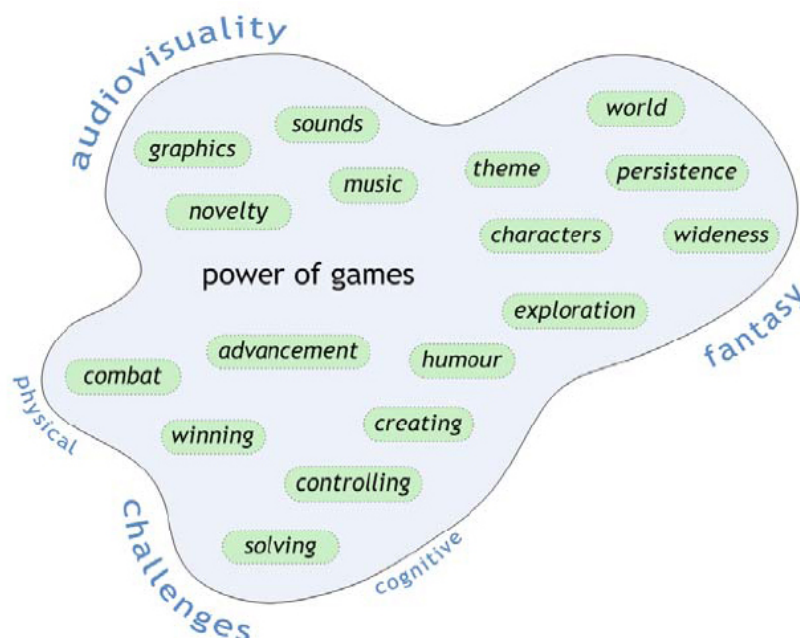 audiovisuality
world
sounds
graphics
theme
persistence
music
novelty
characters
wideness
power of games
exploration
fantasy
advancement
humour
combat
physical
creating
winning
controlling
solving
cognitive
challenges